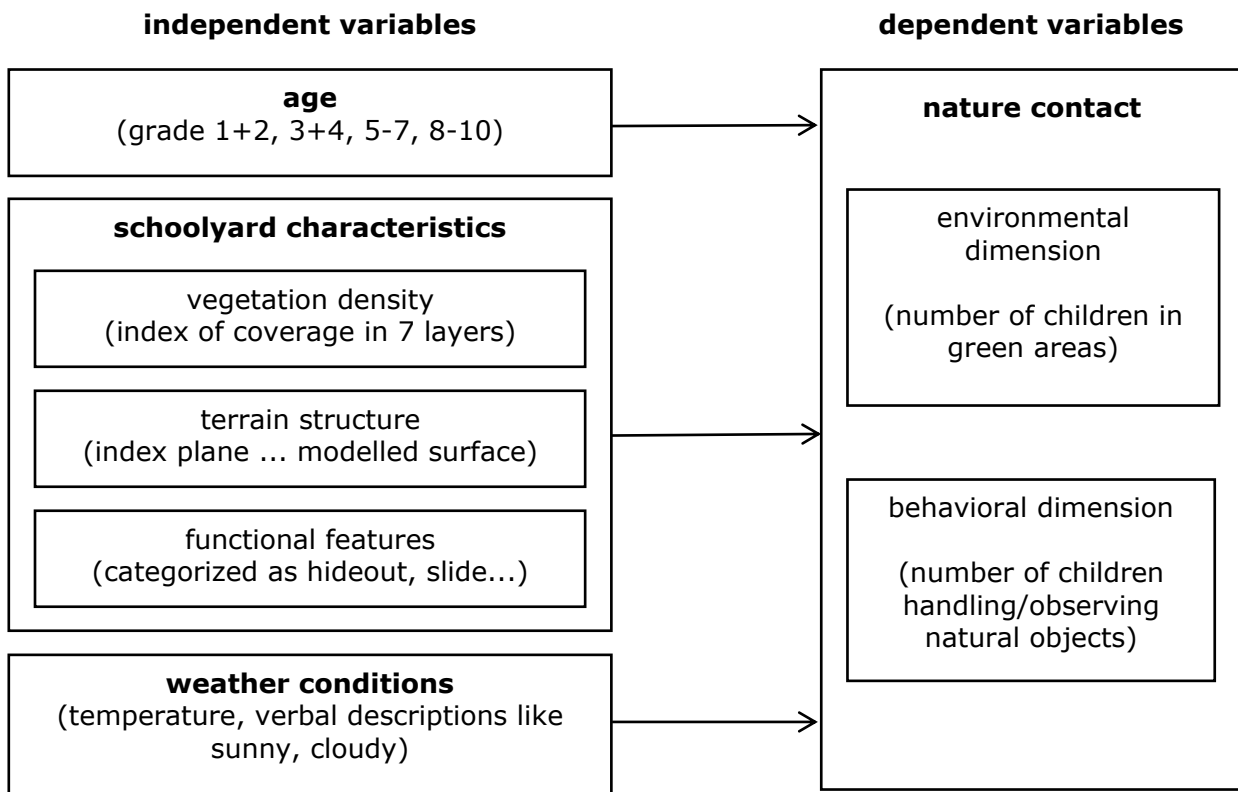 independent variables
dependent variables
age
(grade 1+2, 3+4, 5-7, 8-10)
schoolyard characteristics
vegetation density
(index of coverage in 7 layers)
terrain structure
(index plane ... modelled surface)
functional features
(categorized as hideout, slide...)
weather conditions
(temperature, verbal descriptions like
sunny, cloudy)
nature contact
environmental
dimension
(number of children in
green areas)
behavioral dimension
(number of children
handling/observing
natural objects)